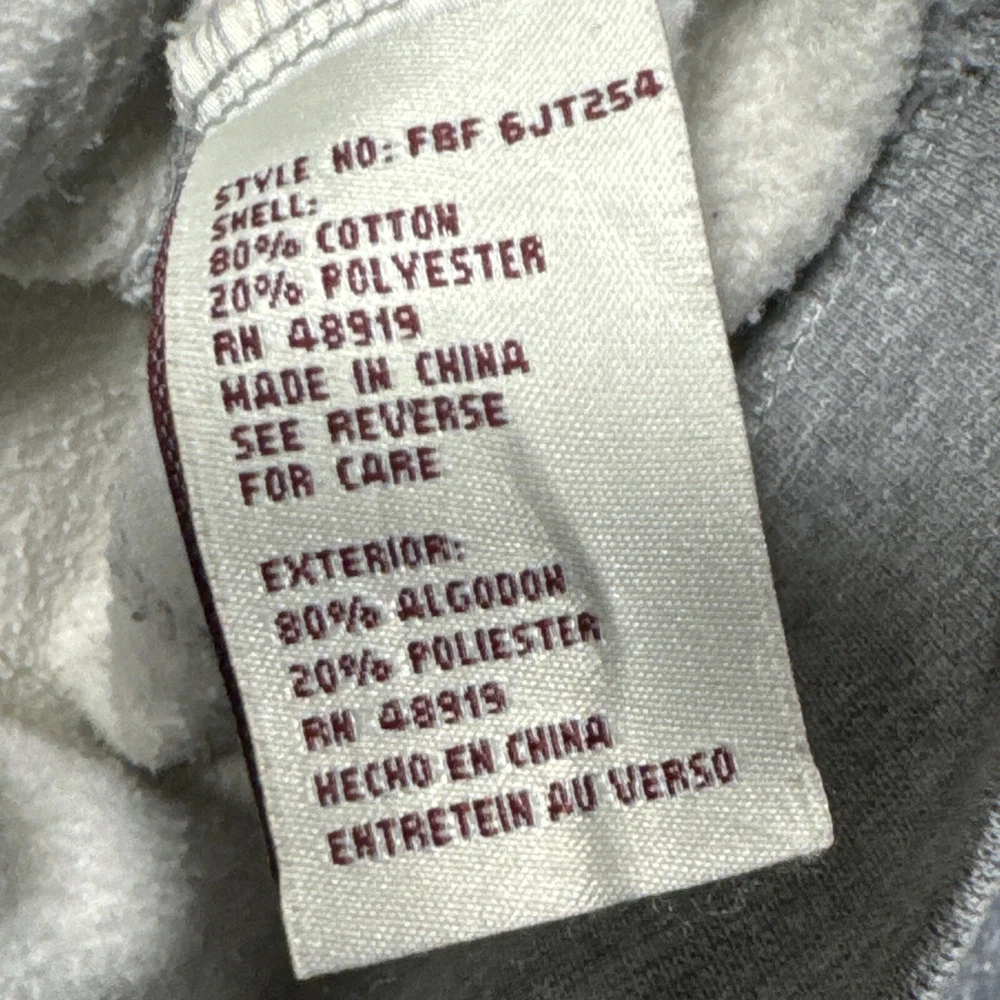 STYLE NO: FBF 6JT254
SHELL:
80% COTTON
20% POLYESTER
RN 48919
MADE IN CHINA
SEE REVERSE
FOR CARE
EXTERIOR:
80% ALGODON
20% POLIESTER
RN 48919
HECHO EN CHINA
ENTRETEIN AU VERSO